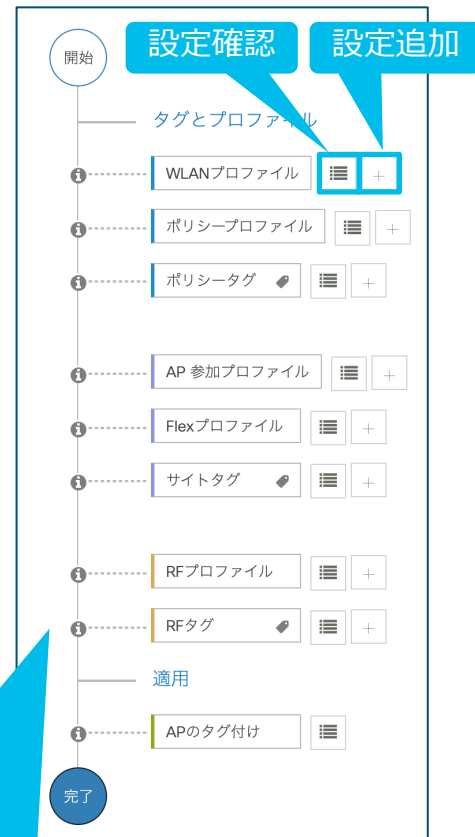 設定確認
設定追加
開始
タグとプロファイル
WLANプロファイル
ポリシープロファイル
ポリシータグ
AP 参加プロファイル
Flexプロファイル
サイトタグ
RFプロファイル
RFタグ
適用
APのタグ付け
完了